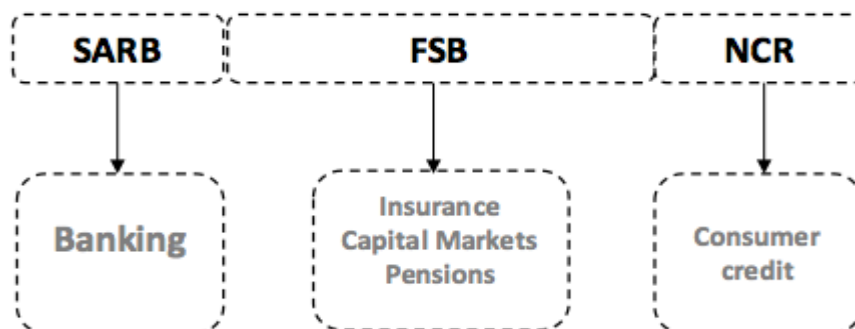 SARB
FSB
NCR
Banking
Insurance
Capital Markets
Pensions
Consumer
credit